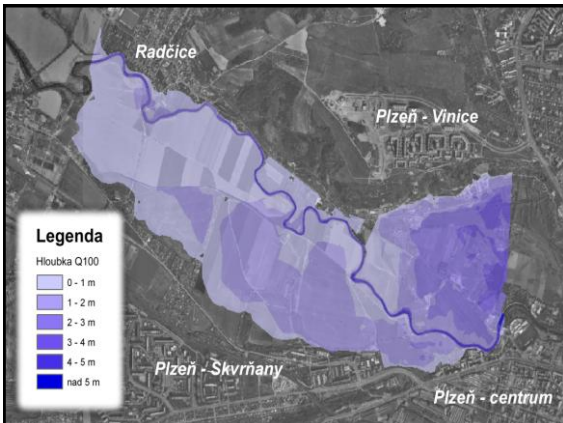 Radčice
Plzeň - Vinice
Legenda
Hloubka Q100
0 - 1 m
1 - 2 m
2 - 3 m
3 - 4 m
4 - 5 m
nad 5 m
Plzeň - Skvrňany
Plzeň - centrum